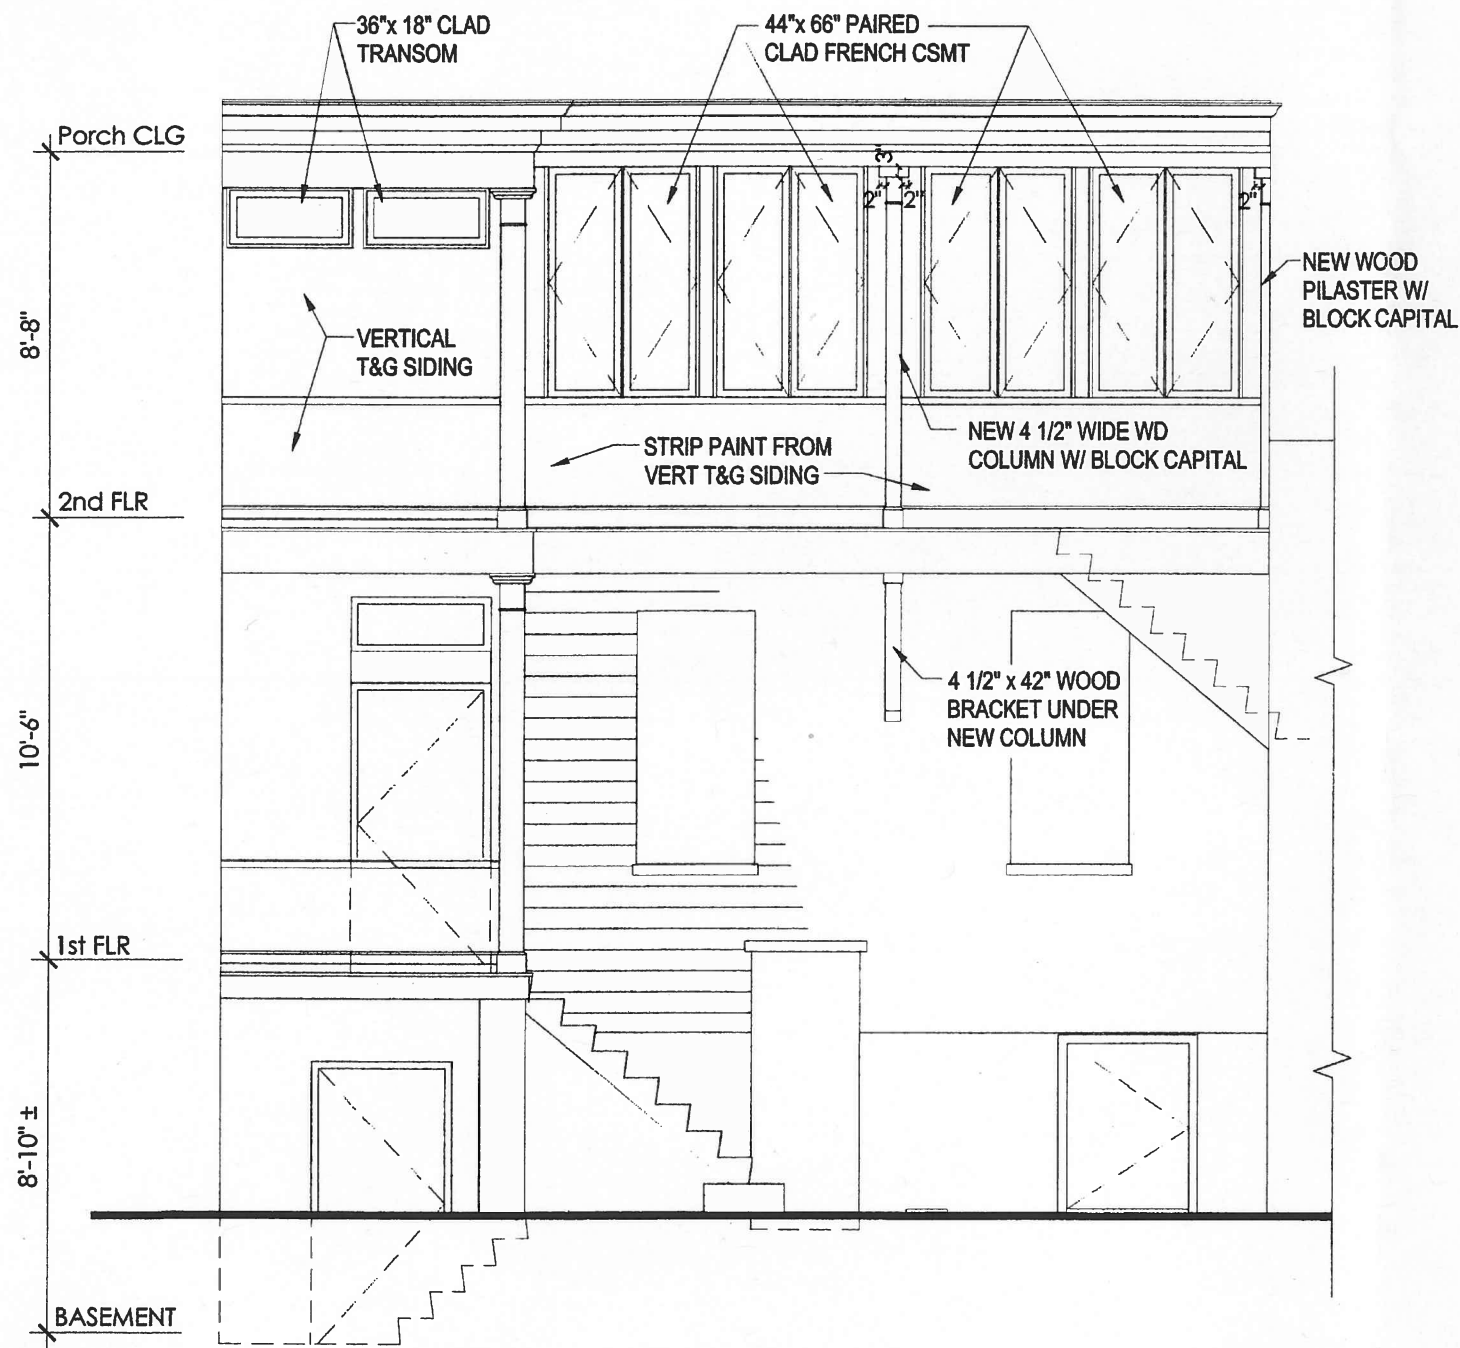 36"x 18" CLAD
TRANSOM
44"x 66" PAIRED
CLAD FRENCH CSMT
Porch CLG
3"
2"
2"
2"
NEW WOOD
PILASTER W/
BLOCK CAPITAL
8'-8"
VERTICAL
T&G SIDING
STRIP PAINT FROM
VERT T&G SIDING
NEW 4 1/2" WIDE WD
COLUMN W/ BLOCK CAPITAL
2nd FLR
10'-6"
4 1/2" x 42" WOOD
BRACKET UNDER
NEW COLUMN
1st FLR
8'-10" ±
BASEMENT